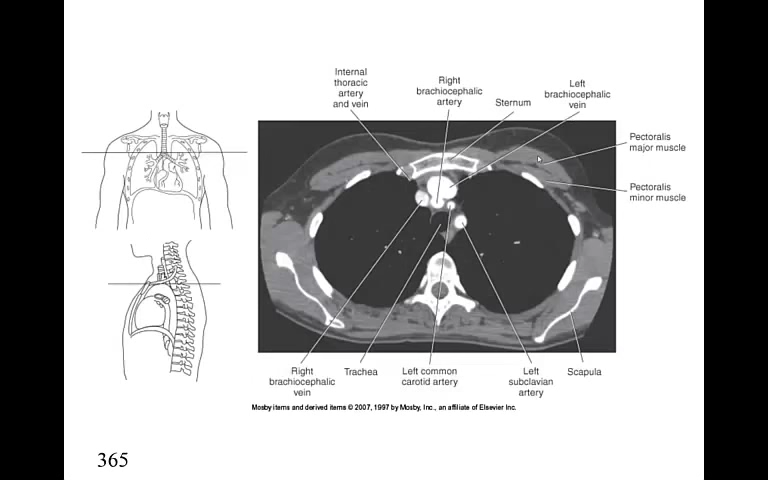 Internal
thoracic
artery
and vein
Right
brachiocephalic
artery
Sternum
Left
brachiocephalic
vein
Pectoralis
major muscle
Pectoralis
minor muscle
Right
brachiocephalic
vein
Trachea
Left common
carotid artery
Left
subclavian
artery
Scapula
Mosby items and derived items © 2007, 1997 by Mosby, Inc., an affiliate of Elsevier Inc.
365